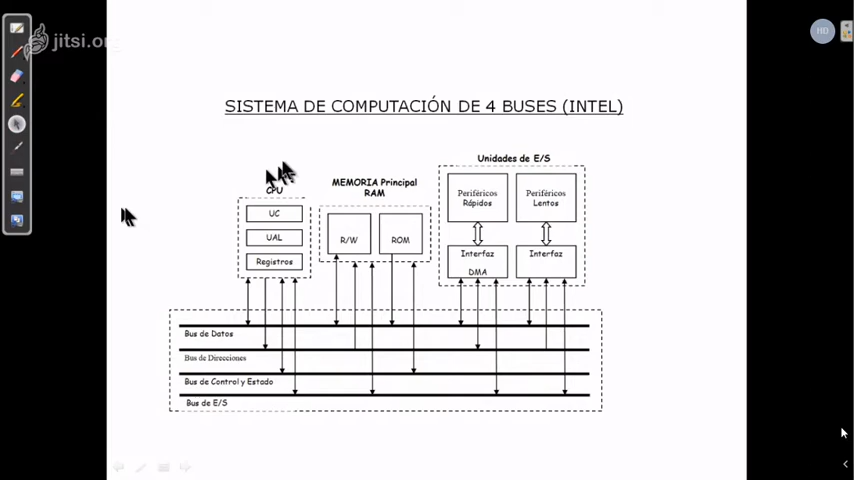 jitsi.org
HD
SISTEMA DE COMPUTACIÓN DE 4 BUSES (INTEL)
Unidades de E/S
CPU
MEMORIA Principal
RAM
UC
UAL
Registros
R/W
ROM
Periféricos
Rápidos
Periféricos
Lentos
Interfaz
DMA
Interfaz
Bus de Datos
Bus de Direcciones
Bus de Control y Estado
Bus de E/S